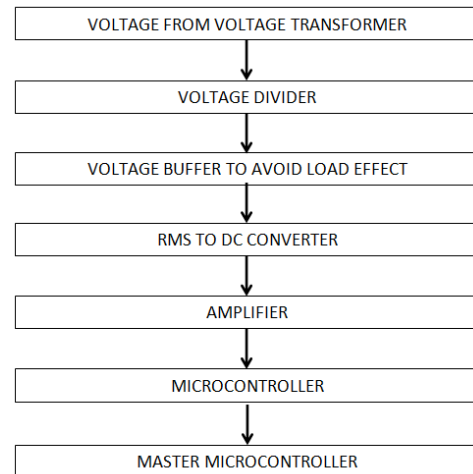 VOLTAGE FROM VOLTAGE TRANSFORMER
VOLTAGE DIVIDER
VOLTAGE BUFFER TO AVOID LOAD EFFECT
RMS TO DC CONVERTER
AMPLIFIER
MICROCONTROLLER
MASTER MICROCONTROLLER